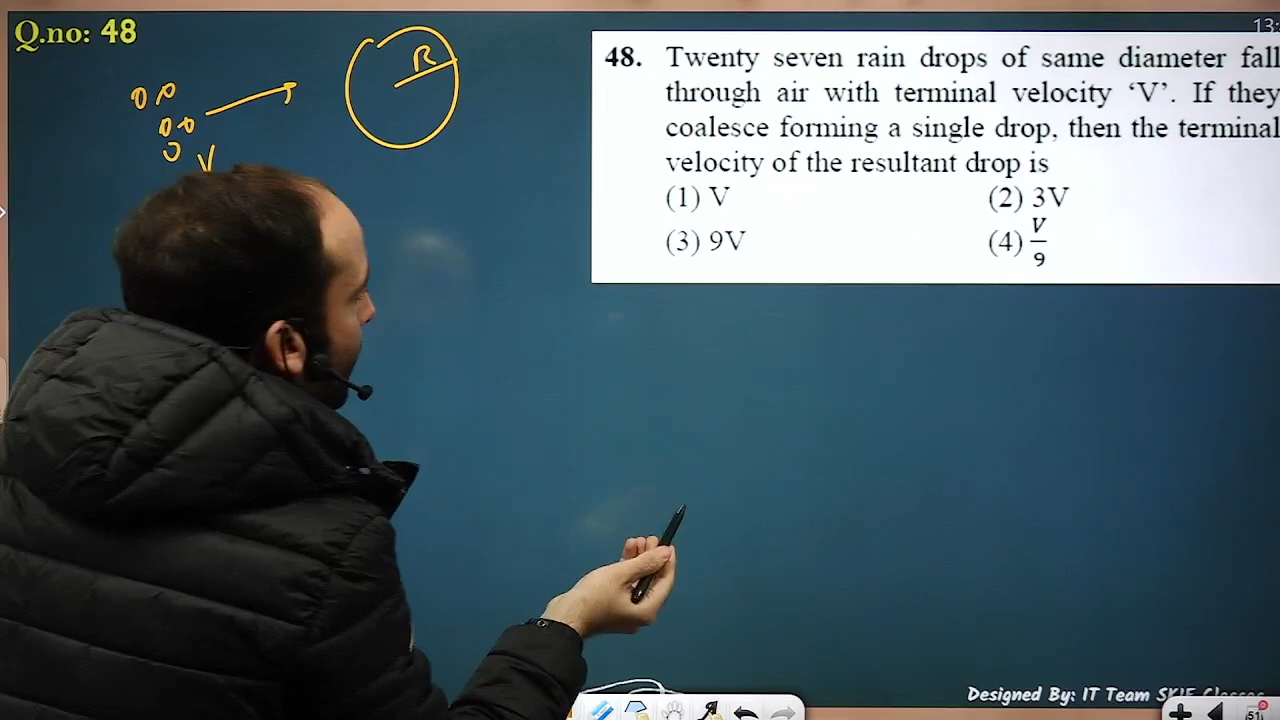 Q.no: 48
13:
R
V
48. Twenty seven rain drops of same diameter fall
through air with terminal velocity ‘V’. If they
coalesce forming a single drop, then the terminal
velocity of the resultant drop is
(1) V (2) 3V
(3) 9V (4) V/9
Designed By: IT Team SKIE Classes
51